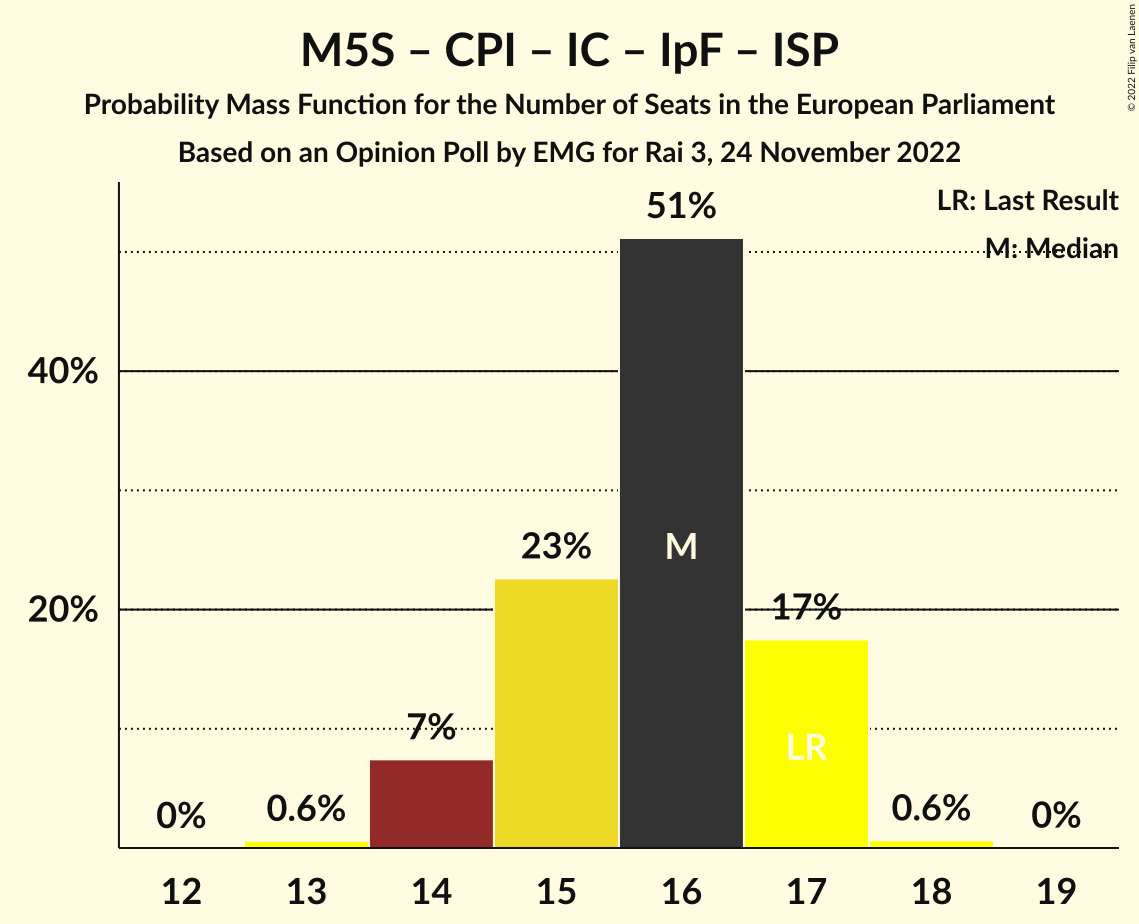 M5S – CPI – IC – IpF – ISP
Probability Mass Function for the Number of Seats in the European Parliament
Based on an Opinion Poll by EMG for Rai 3, 24 November 2022
© 2022 Filip van Laenen
LR: Last Result
M: Median
51%
40%
23%
M
20%
17%
7%
LR
0%
0.6%
0.6%
0%
12 13 14 15 16 17 18 19